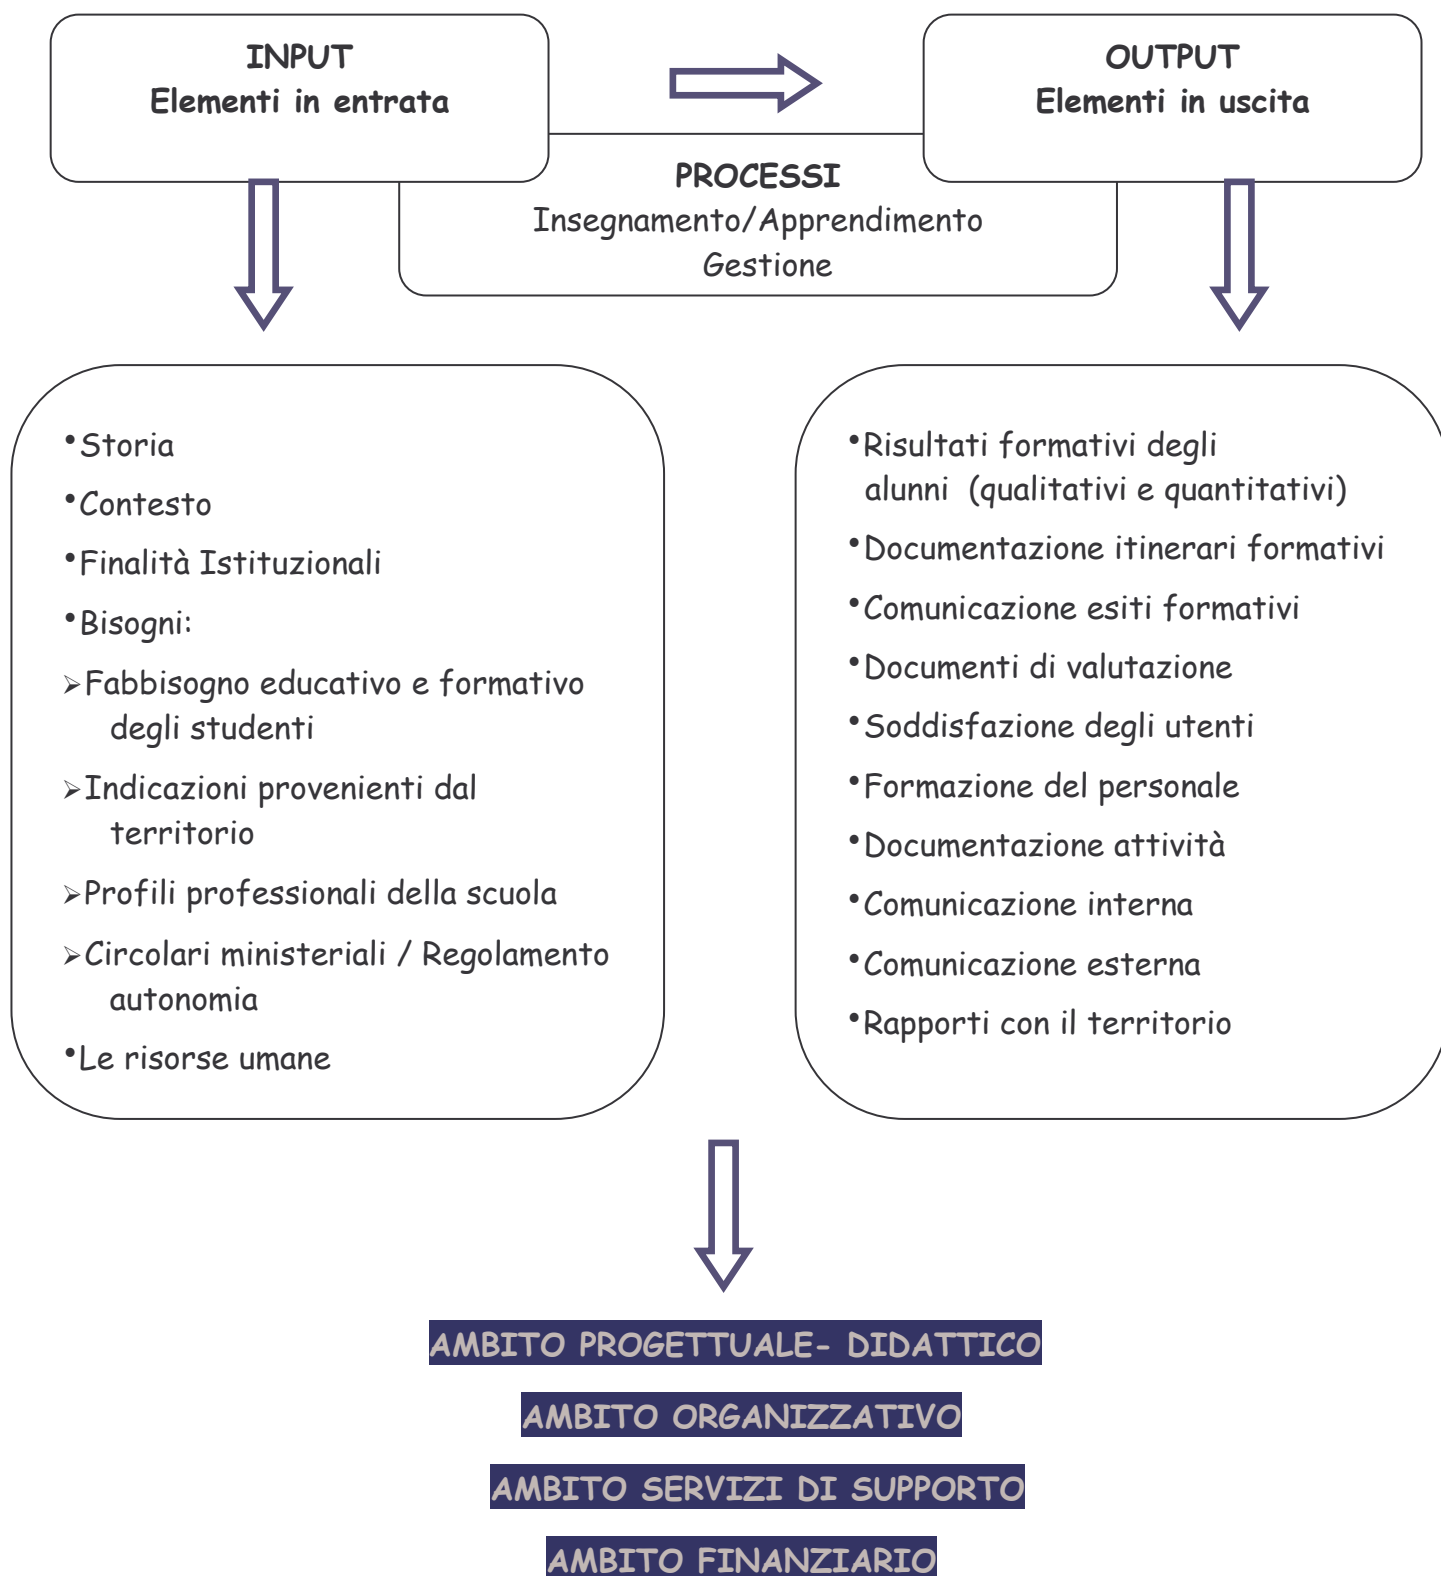 INPUT
Elementi in entrata
OUTPUT
Elementi in uscita
PROCESSI
Insegnamento/Apprendimento
Gestione
•Storia
•Contesto
•Finalità Istituzionali
•Bisogni:
➢Fabbisogno educativo e formativo
degli studenti
➢Indicazioni provenienti dal
territorio
➢Profili professionali della scuola
➢Circolari ministeriali / Regolamento
autonomia
•Le risorse umane
•Risultati formativi degli
alunni (qualitativi e quantitativi)
•Documentazione itinerari formativi
•Comunicazione esiti formativi
•Documenti di valutazione
•Soddisfazione degli utenti
•Formazione del personale
•Documentazione attività
•Comunicazione interna
•Comunicazione esterna
•Rapporti con il territorio
AMBITO PROGETTUALE- DIDATTICO
AMBITO ORGANIZZATIVO
AMBITO SERVIZI DI SUPPORTO
AMBITO FINANZIARIO